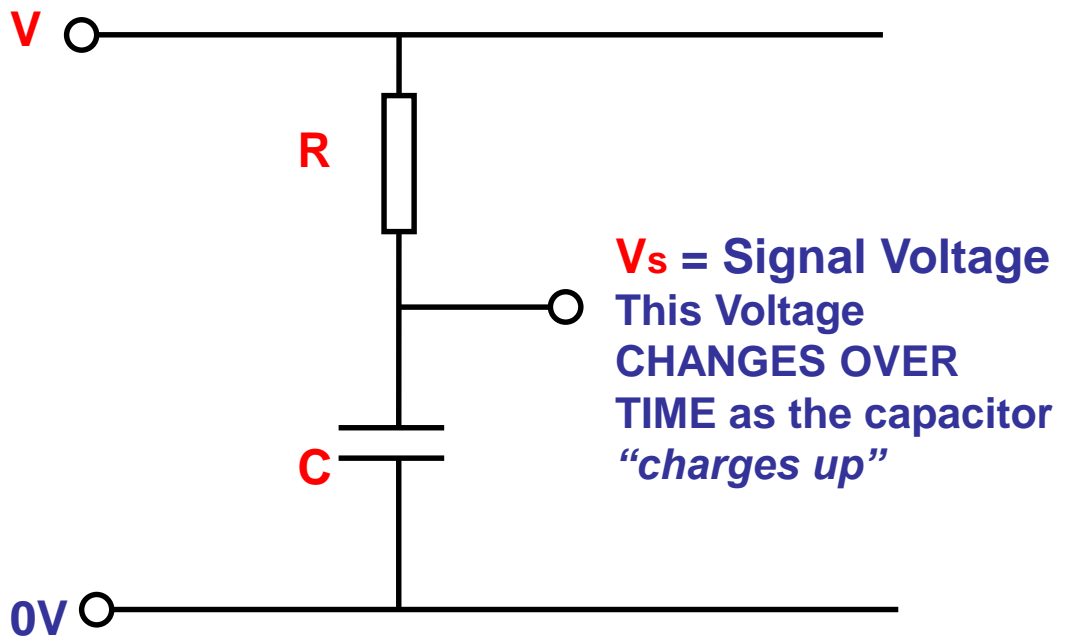 V
R
Vs = Signal Voltage
This Voltage
CHANGES OVER
TIME as the capacitor
“charges up”
C
0V